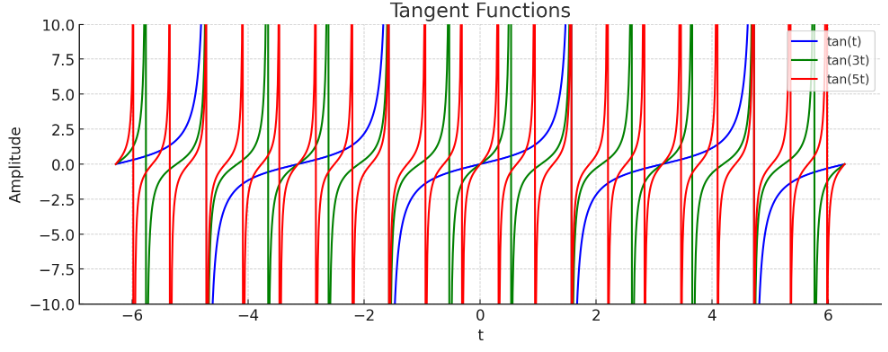 Tangent Functions
10.0
7.5
5.0
2.5
0.0
−2.5
−5.0
−7.5
−10.0
Amplitude
tan(t)
tan(3t)
tan(5t)
−6 −4 −2 0 2 4 6
t